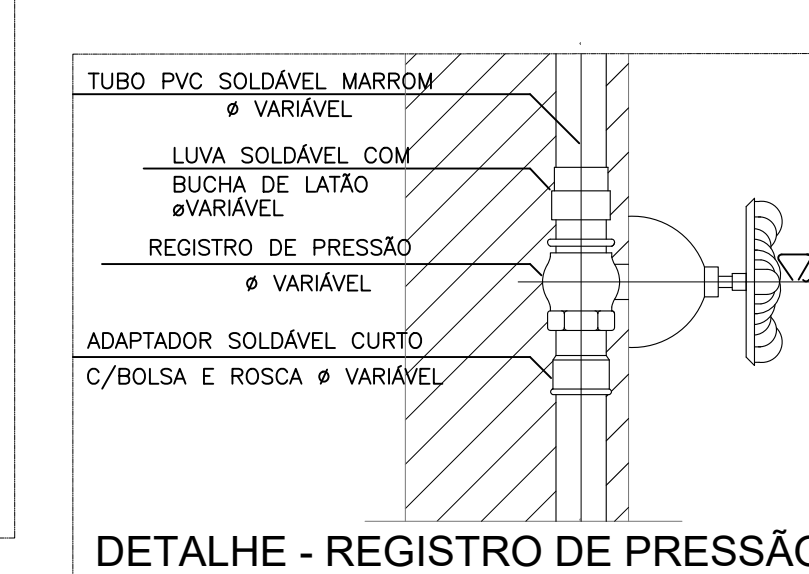 TUBO PVC SOLDÁVEL MARROM
ø VARIÁVEL
LUVA SOLDÁVEL COM
BUCHA DE LATÃO
øVARIÁVEL
REGISTRO DE PRESSÃO
ø VARIÁVEL
ADAPTADOR SOLDÁVEL CURTO
C/BOLSA E ROSCA ø VARIÁVEL
DETALHE - REGISTRO DE PRESSÃO